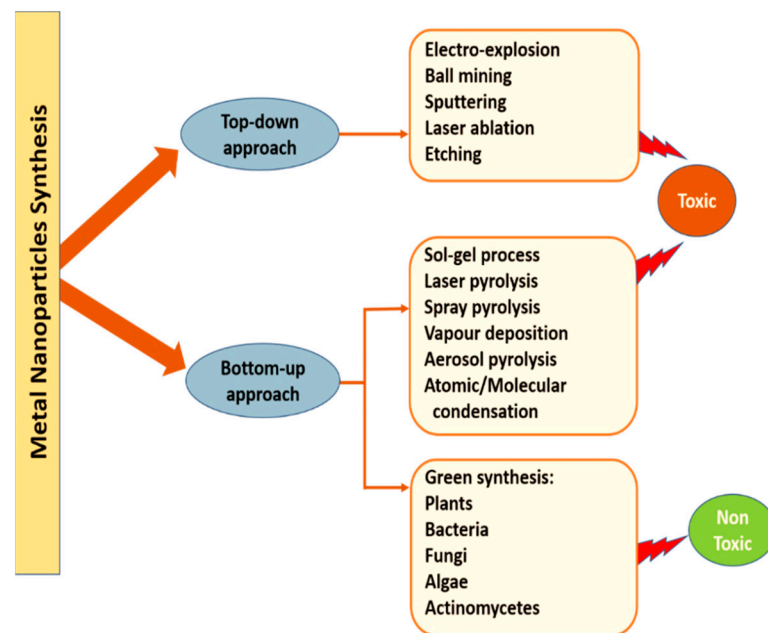 Metal Nanoparticles Synthesis
Top-down
approach
Electro-explosion
Ball mining
Sputtering
Laser ablation
Etching
Toxic
Bottom-up
approach
Sol-gel process
Laser pyrolysis
Spray pyrolysis
Vapour deposition
Aerosol pyrolysis
Atomic/Molecular
condensation
Green synthesis:
Plants
Bacteria
Fungi
Algae
Actinomycetes
Non
Toxic